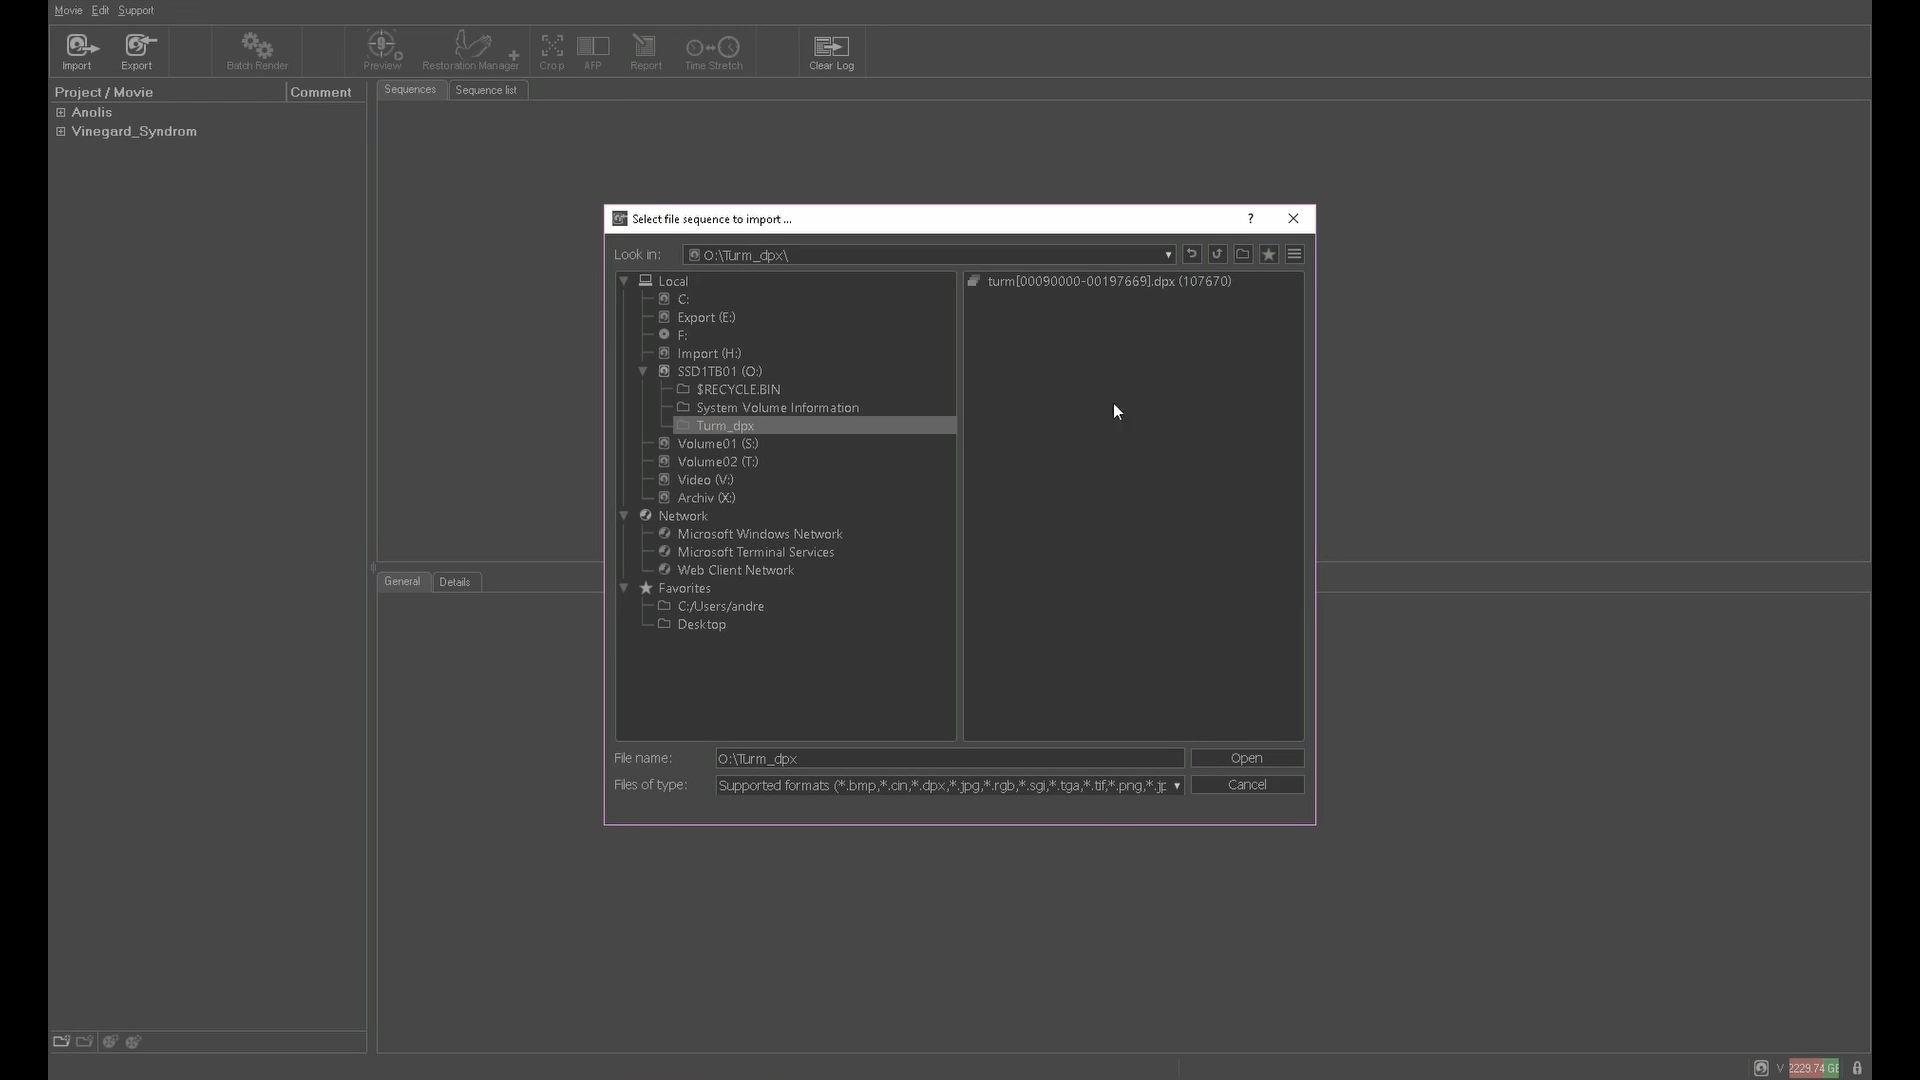 Movie Edit Support
Import Export Batch Render Preview Restoration Manager Crop AFP Report Time Stretch Clear Log
Project / Movie Comment
Anolis
Vinegard_Syndrom
Sequences Sequence list
Select file sequence to import ... ?
Look in: O:\Turm_dpx\
Local
C:
Export (E:)
F:
Import (H:)
SSD1TB01 (O:)
$RECYCLE.BIN
System Volume Information
Turm_dpx
Volume01 (S:)
Volume02 (T:)
Video (V:)
Archiv (X:)
Network
Microsoft Windows Network
Microsoft Terminal Services
Web Client Network
Favorites
C:/Users/andre
Desktop
turm[00090000-00197669].dpx (107670)
File name: O:\Turm_dpx Open
Files of type: Supported formats (*.bmp,*.cin,*.dpx,*.jpg,*.rgb,*.sgi,*.tga,*.tif,*.png,*.jp Cancel
General Details
V 2229.74 GB